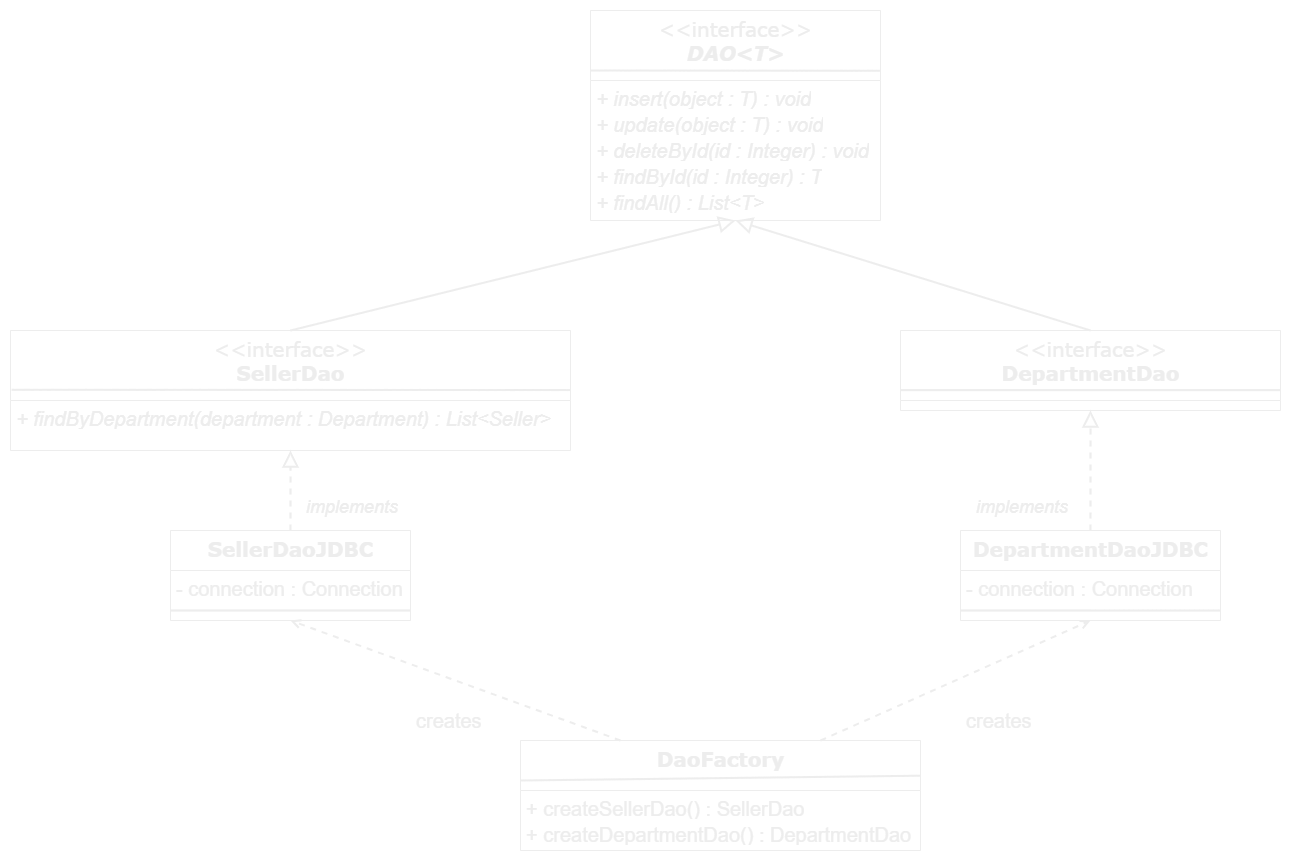 <<interface>>
DAO<T>
+ insert(object : T) : void
+ update(object : T) : void
+ deleteById(id : Integer) : void
+ findById(id : Integer) : T
+ findAll() : List<T>
<<interface>>
SellerDao
+ findByDepartment(department : Department) : List<Seller>
<<interface>>
DepartmentDao
implements
implements
SellerDaoJDBC
- connection : Connection
DepartmentDaoJDBC
- connection : Connection
creates
creates
DaoFactory
+ createSellerDao() : SellerDao
+ createDepartmentDao() : DepartmentDao